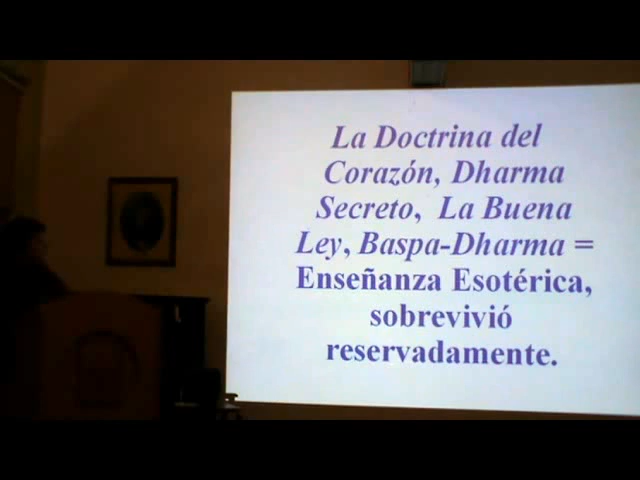 La Doctrina del
Corazón, Dharma
Secreto, La Buena
Ley, Baspa-Dharma =
Enseñanza Esotérica,
sobrevivió
reservadamente.